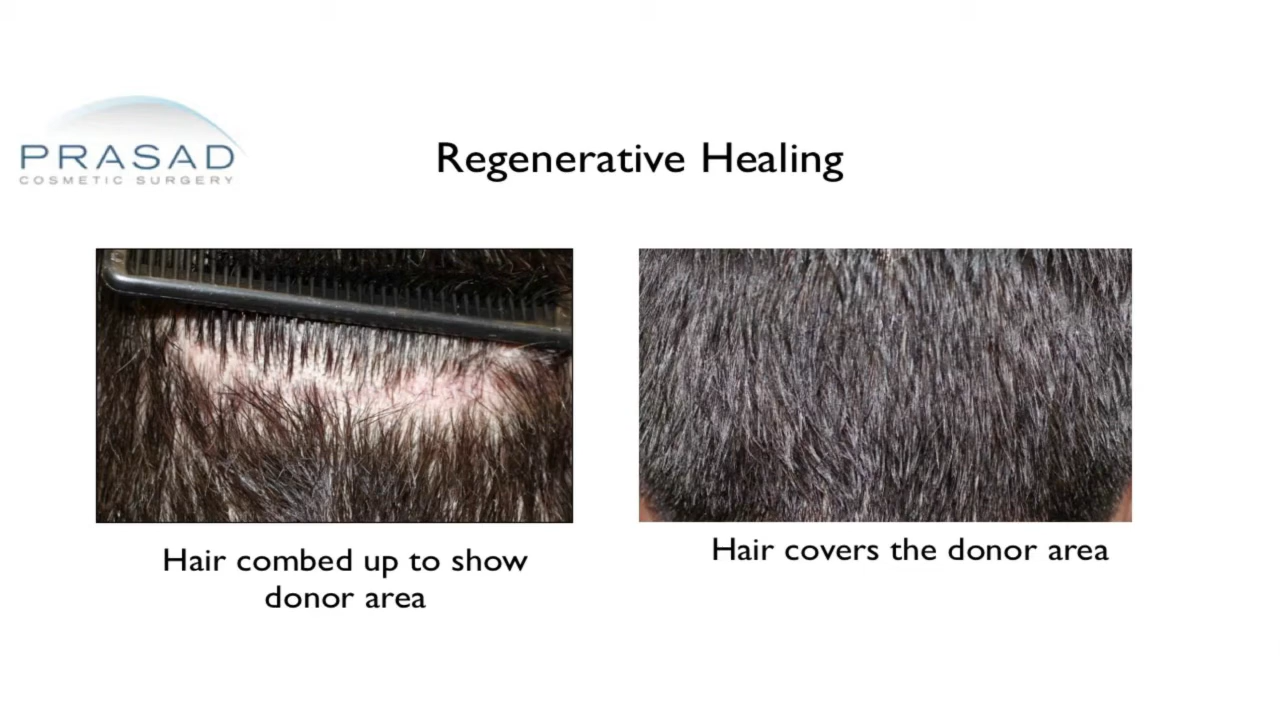 PRASAD
COSMETIC SURGERY
Regenerative Healing
Hair combed up to show
donor area
Hair covers the donor area